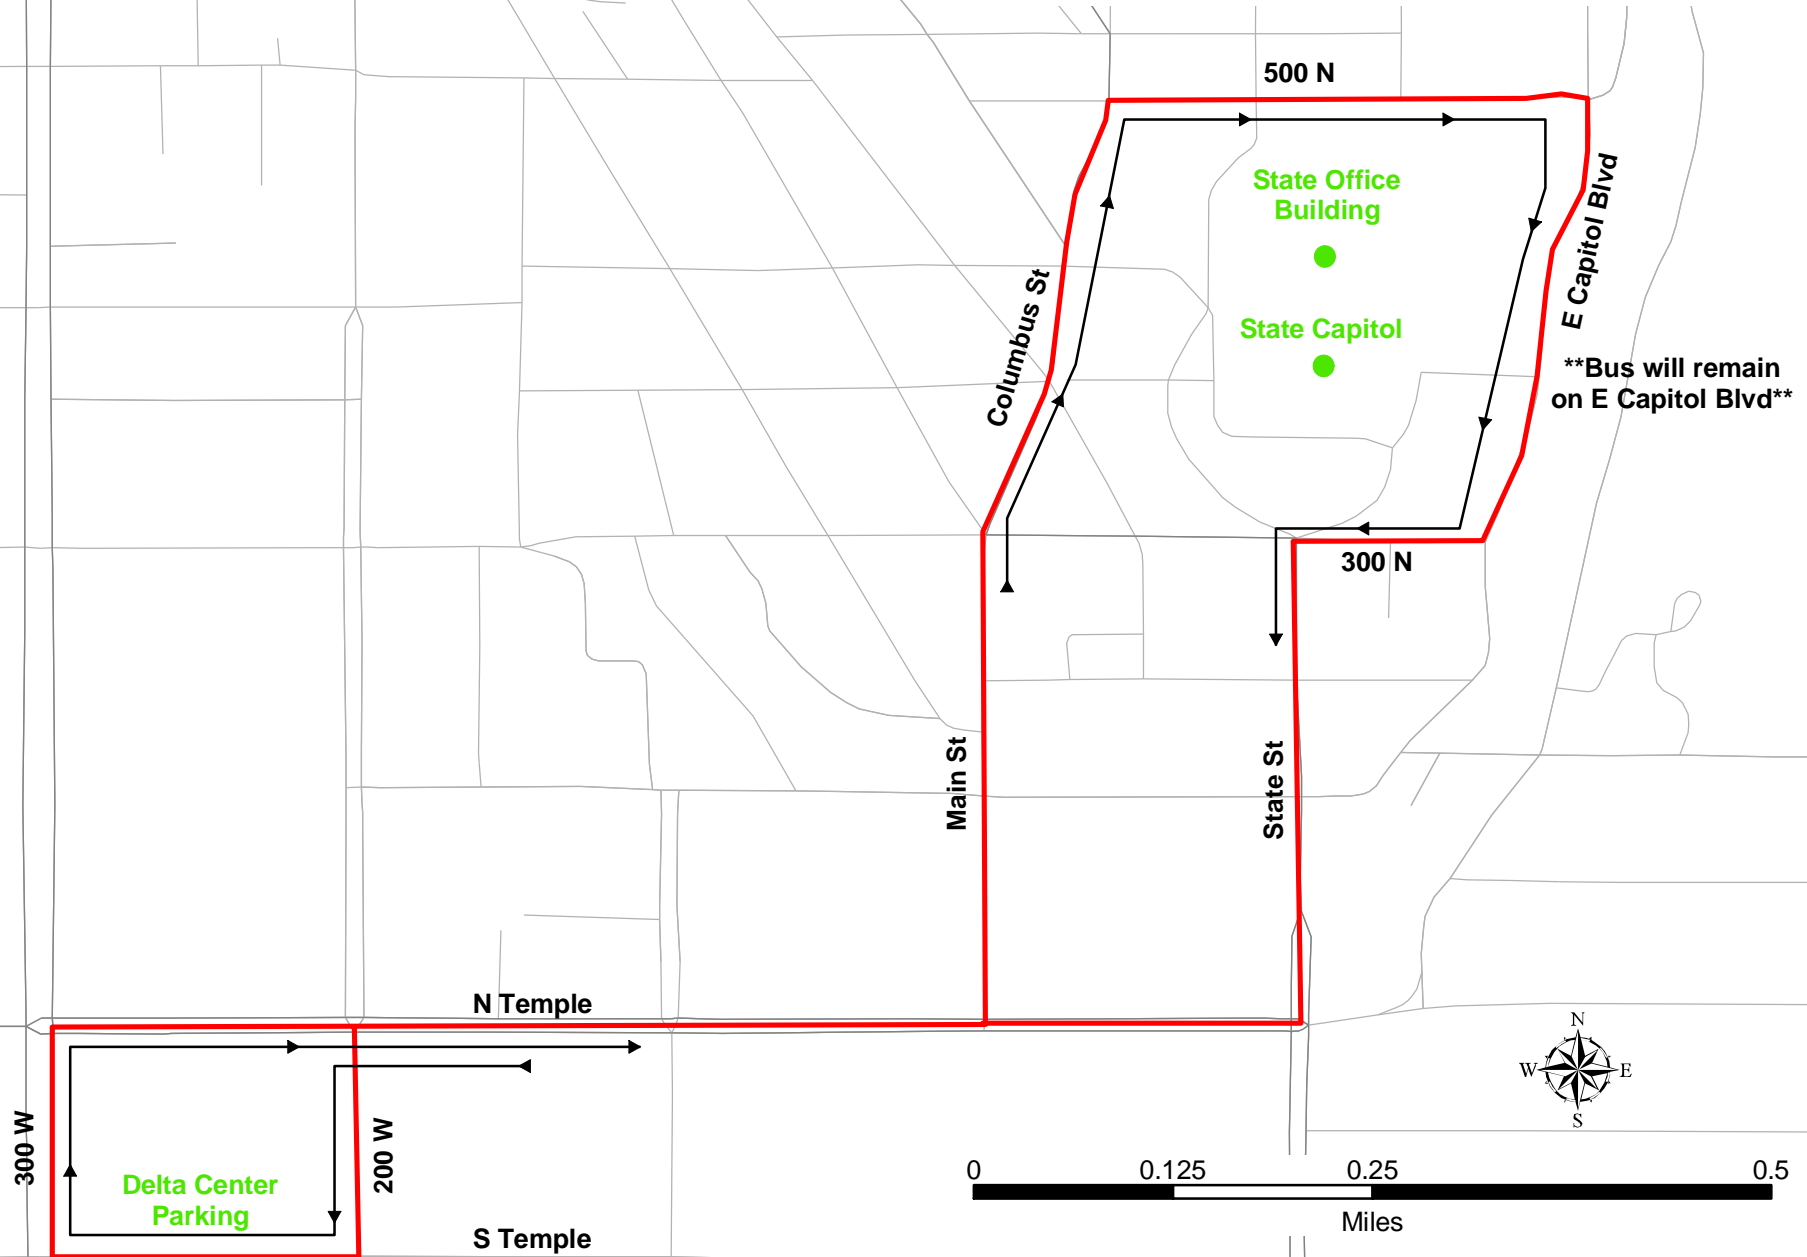 500 N
State Office
Building
E Capitol Blvd
Columbus St
State Capitol
**Bus will remain
on E Capitol Blvd**
300 N
Main St
State St
N Temple
N
W
E
S
300 W
200 W
Delta Center
Parking
S Temple
0 0.125 0.25 0.5
Miles